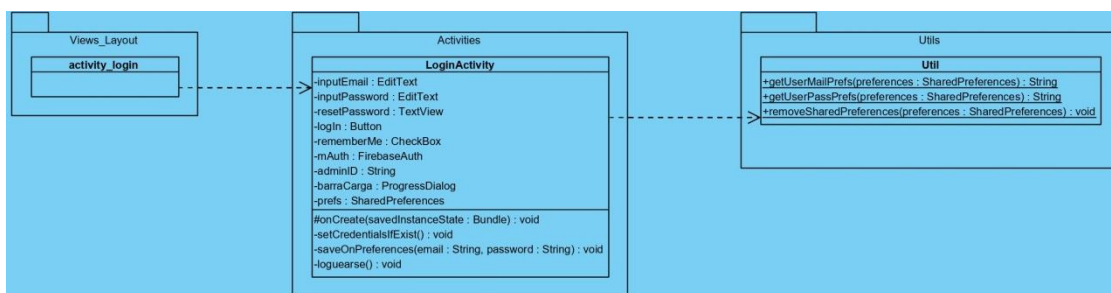 Views_Layout
activity_login
Activities
LoginActivity
-inputEmail : EditText
-inputPassword : EditText
-resetPassword : TextView
-logIn : Button
-rememberMe : CheckBox
-mAuth : FirebaseAuth
-adminID : String
-barraCarga : ProgressDialog
-prefs : SharedPreferences
#onCreate(savedInstanceState : Bundle) : void
-setCredentialsIfExist() : void
-saveOnPreferences(email : String, password : String) : void
-loguearse() : void
Utils
Util
+getUserMailPrefs(preferences : SharedPreferences) : String
+getUserPassPrefs(preferences : SharedPreferences) : String
+removeSharedPreferences(preferences : SharedPreferences) : void